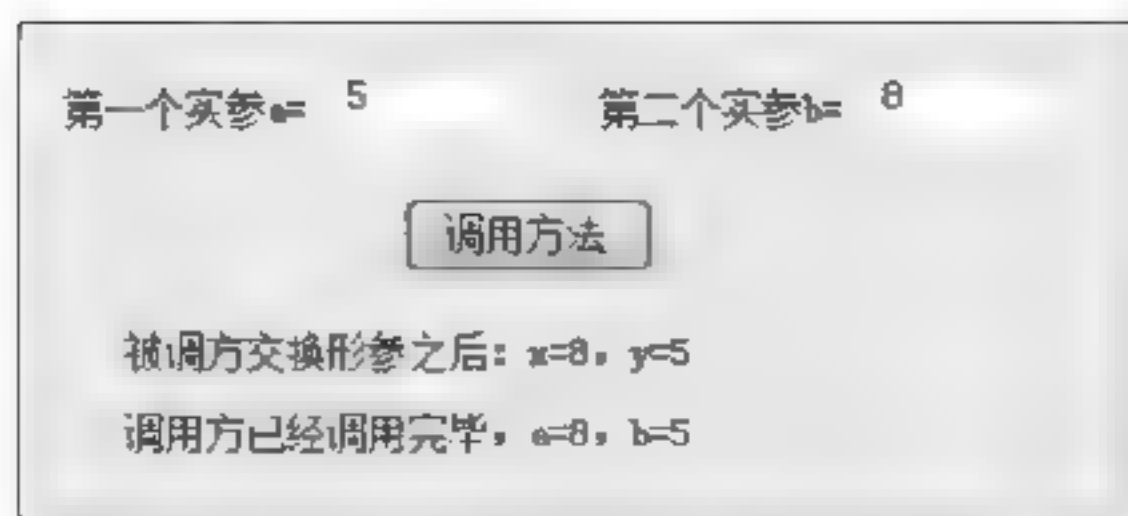 第一个实参a= 5 第二个实参b= 8
调用方法
被调方交换形参之后：x=8，y=5
调用方已经调用完毕，a=8，b=5